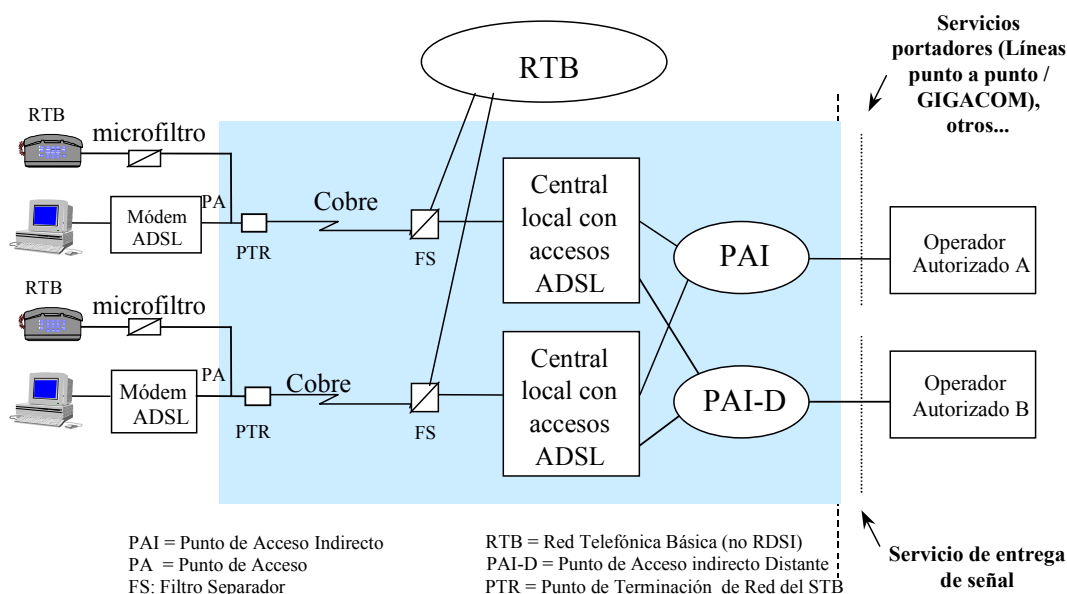 Servicios
portadores (Líneas
punto a punto /
GIGACOM),
otros...
RTB
RTB
microfiltro
PA
Módem
ADSL
PTR
Cobre
FS
Central
local con
accesos
ADSL
PAI
Operador
Autorizado A
RTB
microfiltro
PA
Módem
ADSL
PTR
Cobre
FS
Central
local con
accesos
ADSL
PAI-D
Operador
Autorizado B
PAI = Punto de Acceso Indirecto
PA = Punto de Acceso
FS: Filtro Separador
RTB = Red Telefónica Básica (no RDSI)
PAI-D = Punto de Acceso indirecto Distante
PTR = Punto de Terminación de Red del STB
Servicio de entrega
de señal